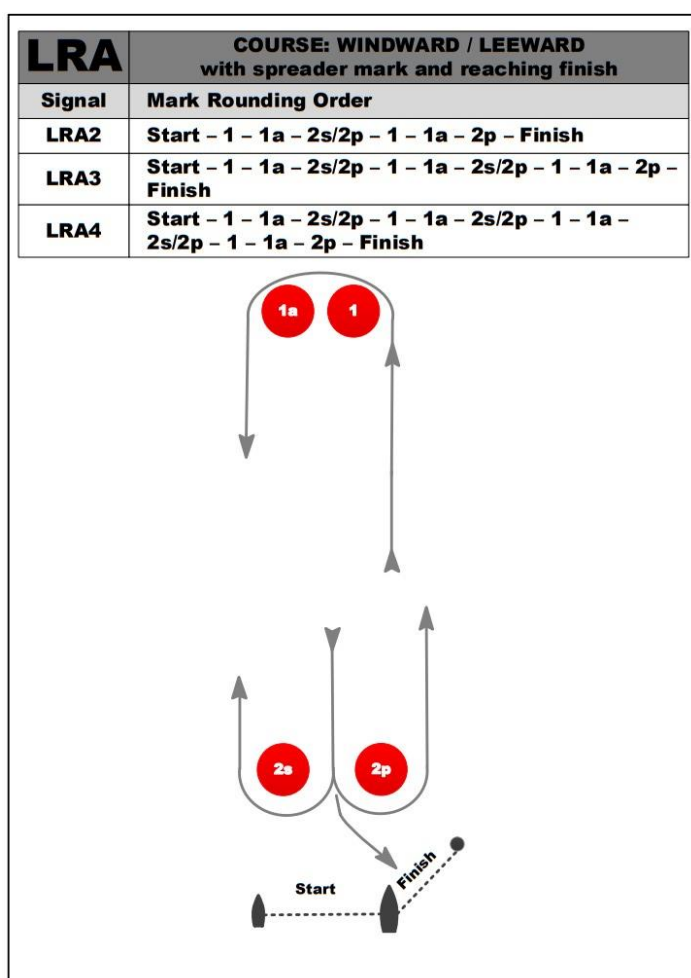 LRA
COURSE: WINDWARD / LEEWARD
with spreader mark and reaching finish
Signal Mark Rounding Order
LRA2 Start – 1 – 1a – 2s/2p – 1 – 1a – 2p – Finish
LRA3 Start – 1 – 1a – 2s/2p – 1 – 1a – 2s/2p – 1 – 1a – 2p –
Finish
LRA4 Start – 1 – 1a – 2s/2p – 1 – 1a – 2s/2p – 1 – 1a –
2s/2p – 1 – 1a – 2p – Finish
1a 1
2s 2p
Start Finish